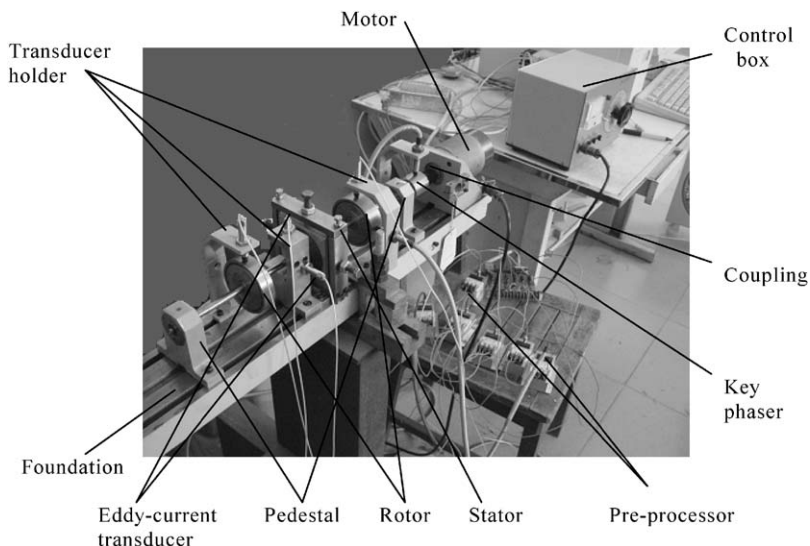 Motor
Transducer
holder
Control
box
Coupling
Key
phaser
Foundation
Eddy-current
transducer
Pedestal
Rotor
Stator
Pre-processor